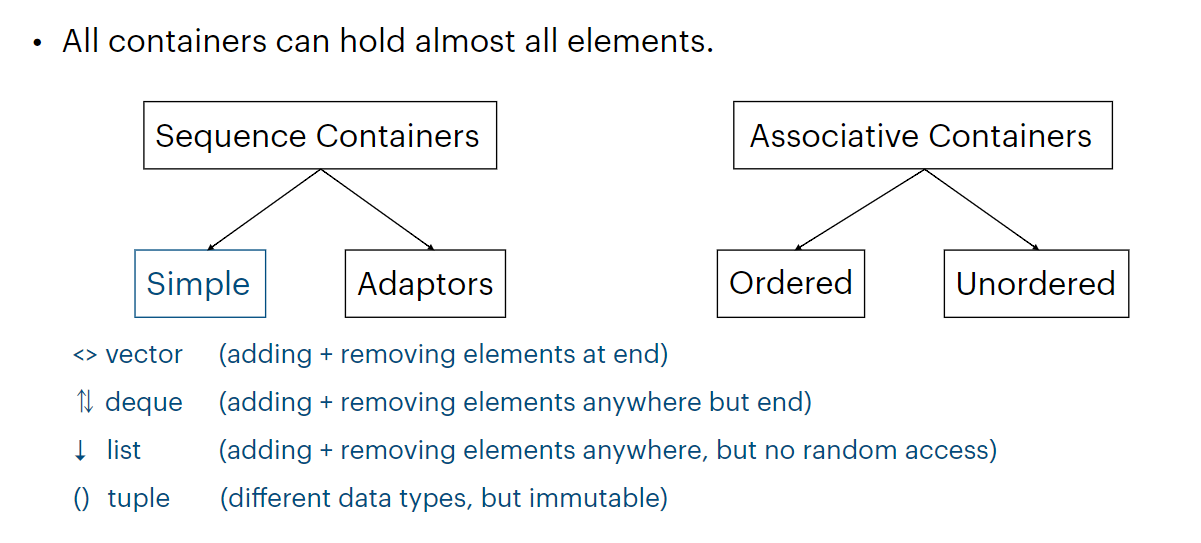 • All containers can hold almost all elements.
Sequence Containers
Associative Containers
Simple
Adaptors
Ordered
Unordered
<> vector (adding + removing elements at end)
⇅ deque (adding + removing elements anywhere but end)
↓ list (adding + removing elements anywhere, but no random access)
() tuple (different data types, but immutable)